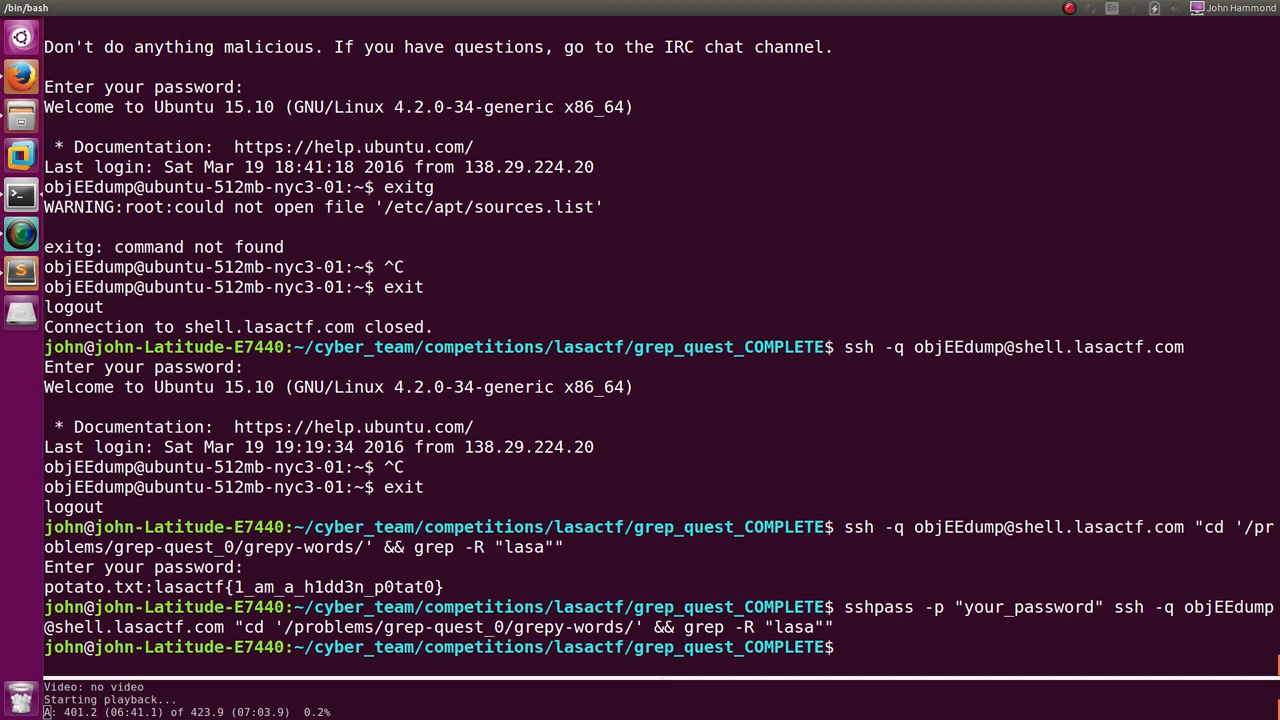 /bin/bash
En
John Hammond
Don't do anything malicious. If you have questions, go to the IRC chat channel.
Enter your password:
Welcome to Ubuntu 15.10 (GNU/Linux 4.2.0-34-generic x86_64)
* Documentation:  https://help.ubuntu.com/
Last login: Sat Mar 19 18:41:18 2016 from 138.29.224.20
objEEdump@ubuntu-512mb-nyc3-01:~$ exitg
WARNING:root:could not open file '/etc/apt/sources.list'
exitg: command not found
objEEdump@ubuntu-512mb-nyc3-01:~$ ^C
objEEdump@ubuntu-512mb-nyc3-01:~$ exit
logout
Connection to shell.lasactf.com closed.
john@john-Latitude-E7440:~/cyber_team/competitions/lasactf/grep_quest_COMPLETE$ ssh -q objEEdump@shell.lasactf.com
Enter your password:
Welcome to Ubuntu 15.10 (GNU/Linux 4.2.0-34-generic x86_64)
* Documentation:  https://help.ubuntu.com/
Last login: Sat Mar 19 19:19:34 2016 from 138.29.224.20
objEEdump@ubuntu-512mb-nyc3-01:~$ ^C
objEEdump@ubuntu-512mb-nyc3-01:~$ exit
logout
john@john-Latitude-E7440:~/cyber_team/competitions/lasactf/grep_quest_COMPLETE$ ssh -q objEEdump@shell.lasactf.com "cd '/pr
oblems/grep-quest_0/grepy-words/' && grep -R "lasa""
Enter your password:
potato.txt:lasactf{1_am_a_h1dd3n_p0tat0}
john@john-Latitude-E7440:~/cyber_team/competitions/lasactf/grep_quest_COMPLETE$ sshpass -p "your_password" ssh -q objEEdump
@shell.lasactf.com "cd '/problems/grep-quest_0/grepy-words/' && grep -R "lasa""
john@john-Latitude-E7440:~/cyber_team/competitions/lasactf/grep_quest_COMPLETE$
Video: no video
Starting playback...
A: 401.2 (06:41.1) of 423.9 (07:03.9)  0.2%